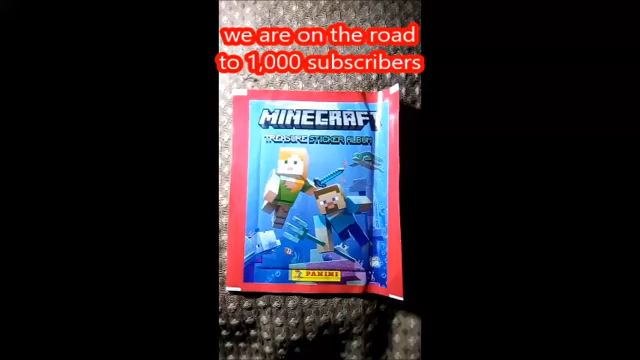 we are on the road
to 1,000 subscribers
MINECRAFT
TREASURE STICKER ALBUM
PANINI